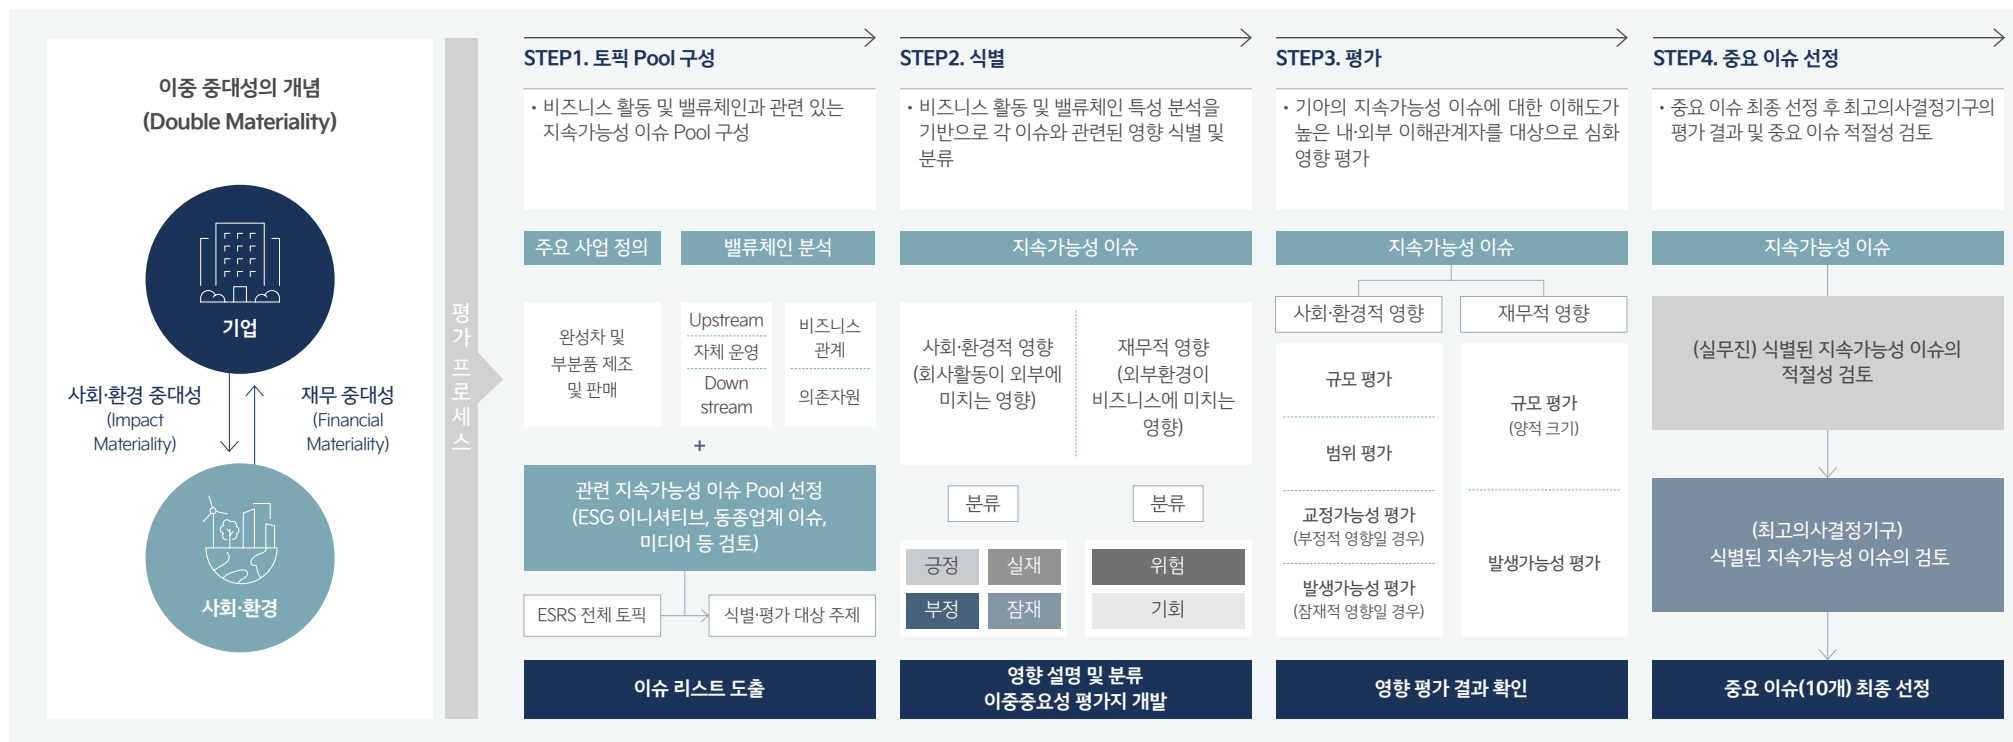 이중 중대성의 개념
(Double Materiality)
기업
사회·환경 중대성
(Impact
Materiality)
재무 중대성
(Financial
Materiality)
사회·환경
평가 프로세스
STEP1. 토픽 Pool 구성
· 비즈니스 활동 및 밸류체인과 관련 있는
지속가능성 이슈 Pool 구성
주요 사업 정의
밸류체인 분석
완성차 및
부분품 제조
및 판매
Upstream
자체 운영
Down
stream
비즈니스
관계
의존자원
+
관련 지속가능성 이슈 Pool 선정
(ESG 이니셔티브, 동종업계 이슈,
미디어 등 검토)
ESRS 전체 토픽
식별·평가 대상 주제
이슈 리스트 도출
STEP2. 식별
· 비즈니스 활동 및 밸류체인 특성 분석을
기반으로 각 이슈와 관련된 영향 식별 및
분류
지속가능성 이슈
사회·환경적 영향
(회사활동이 외부에
미치는 영향)
재무적 영향
(외부환경이
비즈니스에 미치는
영향)
분류
분류
긍정
실재
부정
잠재
위험
기회
영향 설명 및 분류
이중중요성 평가지 개발
STEP3. 평가
· 기아의 지속가능성 이슈에 대한 이해도가
높은 내·외부 이해관계자를 대상으로 심화
영향 평가
지속가능성 이슈
사회·환경적 영향
재무적 영향
규모 평가
범위 평가
교정가능성 평가
(부정적 영향일 경우)
발생가능성 평가
(잠재적 영향일 경우)
규모 평가
(양적 크기)
발생가능성 평가
영향 평가 결과 확인
STEP4. 중요 이슈 선정
· 중요 이슈 최종 선정 후 최고의사결정기구의
평가 결과 및 중요 이슈 적절성 검토
지속가능성 이슈
(실무진) 식별된 지속가능성 이슈의
적절성 검토
(최고의사결정기구)
식별된 지속가능성 이슈의 검토
중요 이슈(10개) 최종 선정